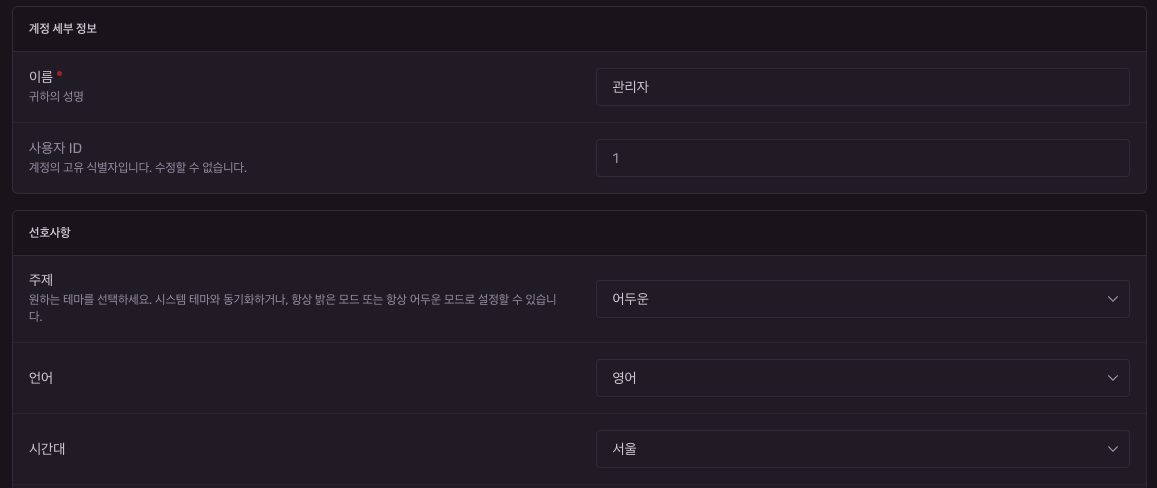 계정 세부 정보
이름 *
귀하의 성명
관리자
사용자 ID
계정의 고유 식별자입니다. 수정할 수 없습니다.
1
선호사항
주제
원하는 테마를 선택하세요. 시스템 테마와 동기화하거나, 항상 밝은 모드 또는 항상 어두운 모드로 설정할 수 있습니
다.
어두운
언어
영어
시간대
서울